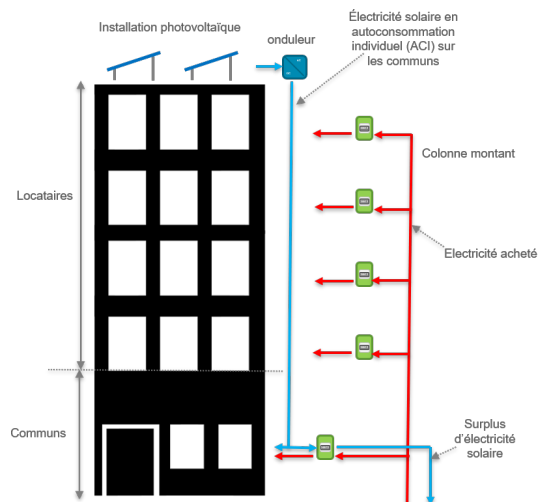 Installation photovoltaïque
onduleur
Électricité solaire en
autoconsommation
individuel (ACI) sur
les communs
Colonne montant
Locataires
Electricité acheté
Communs
Surplus
d'électricité
solaire